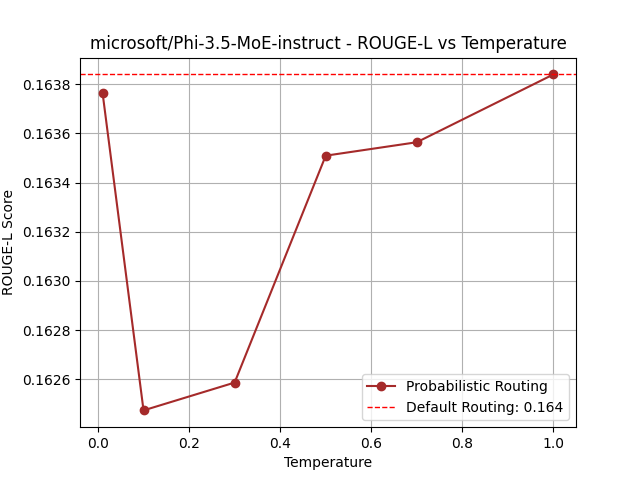 microsoft/Phi-3.5-MoE-instruct - ROUGE-L vs Temperature
ROUGE-L Score
0.1638
0.1636
0.1634
0.1632
0.1630
0.1628
0.1626
Probabilistic Routing
Default Routing: 0.164
0.0 0.2 0.4 0.6 0.8 1.0
Temperature